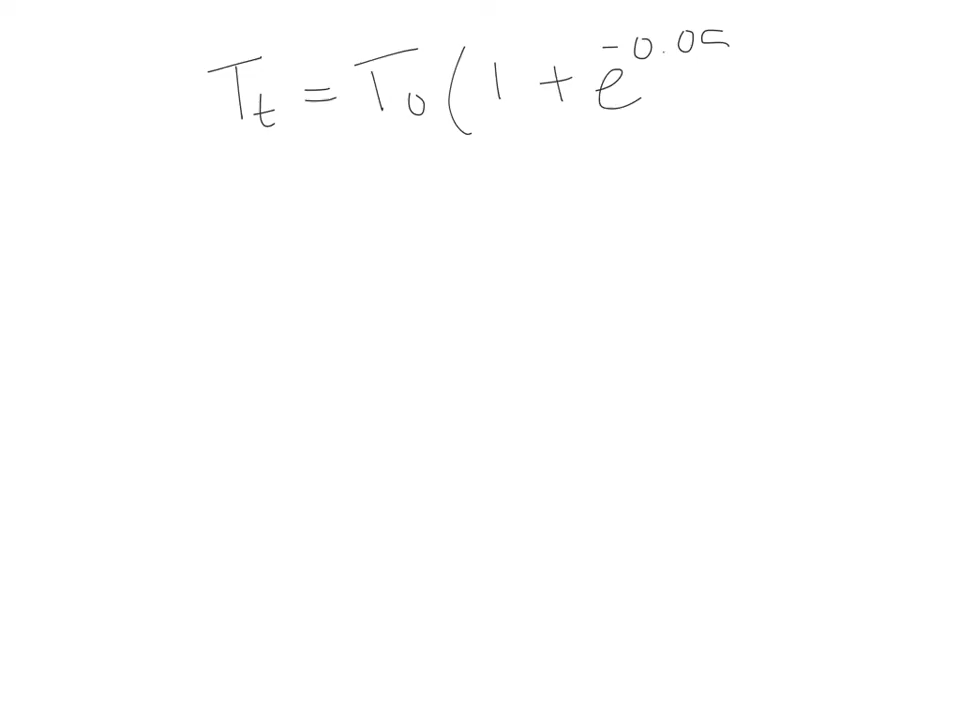 T_t = T_0 (1 + e^{-0.05